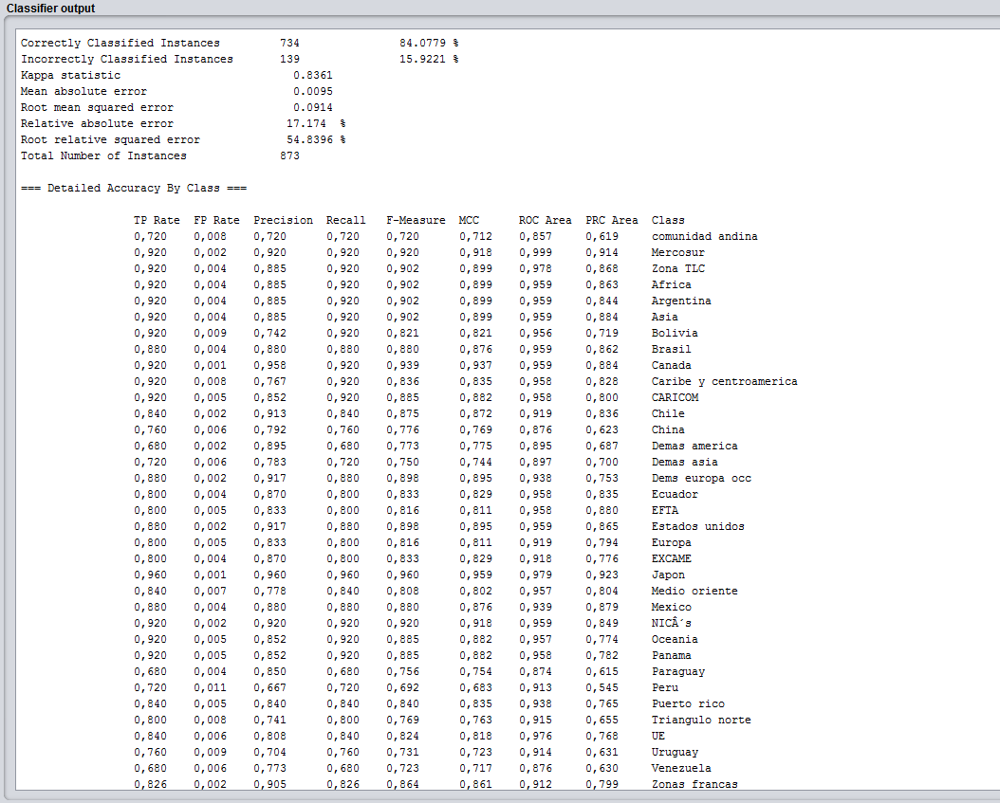 Classifier output
Correctly Classified Instances 734 84.0779 %
Incorrectly Classified Instances 139 15.9221 %
Kappa statistic 0.8361
Mean absolute error 0.0095
Root mean squared error 0.0914
Relative absolute error 17.174 %
Root relative squared error 54.8396 %
Total Number of Instances 873
=== Detailed Accuracy By Class ===
TP Rate FP Rate Precision Recall F-Measure MCC ROC Area PRC Area Class
0,720 0,008 0,720 0,720 0,720 0,712 0,857 0,619 comunidad andina
0,920 0,002 0,920 0,920 0,920 0,918 0,999 0,914 Mercosur
0,920 0,004 0,885 0,920 0,902 0,899 0,978 0,868 Zona TLC
0,920 0,004 0,885 0,920 0,902 0,899 0,959 0,863 Africa
0,920 0,004 0,885 0,920 0,902 0,899 0,959 0,844 Argentina
0,920 0,004 0,885 0,920 0,902 0,899 0,959 0,884 Asia
0,920 0,009 0,742 0,920 0,821 0,821 0,956 0,719 Bolivia
0,880 0,004 0,880 0,880 0,880 0,876 0,959 0,862 Brasil
0,920 0,001 0,958 0,920 0,939 0,937 0,959 0,884 Canada
0,920 0,008 0,767 0,920 0,836 0,835 0,958 0,828 Caribe y centroamerica
0,920 0,005 0,852 0,920 0,885 0,882 0,958 0,800 CARICOM
0,840 0,002 0,913 0,840 0,875 0,872 0,919 0,836 Chile
0,760 0,006 0,792 0,760 0,776 0,769 0,876 0,623 China
0,680 0,002 0,895 0,680 0,773 0,775 0,895 0,687 Demas america
0,720 0,006 0,783 0,720 0,750 0,744 0,897 0,700 Demas asia
0,880 0,002 0,917 0,880 0,898 0,895 0,938 0,753 Dems europa occ
0,800 0,004 0,870 0,800 0,833 0,829 0,958 0,835 Ecuador
0,800 0,005 0,833 0,800 0,816 0,811 0,958 0,880 EFTA
0,880 0,002 0,917 0,880 0,898 0,895 0,959 0,865 Estados unidos
0,800 0,005 0,833 0,800 0,816 0,811 0,919 0,794 Europa
0,800 0,004 0,870 0,800 0,833 0,829 0,918 0,776 EXCAME
0,960 0,001 0,960 0,960 0,960 0,959 0,979 0,923 Japon
0,840 0,007 0,778 0,840 0,808 0,802 0,957 0,804 Medio oriente
0,880 0,004 0,880 0,880 0,880 0,876 0,939 0,879 Mexico
0,920 0,002 0,920 0,920 0,920 0,918 0,959 0,849 NICÂ´s
0,920 0,005 0,852 0,920 0,885 0,882 0,957 0,774 Oceania
0,920 0,005 0,852 0,920 0,885 0,882 0,958 0,782 Panama
0,680 0,004 0,850 0,680 0,756 0,754 0,874 0,615 Paraguay
0,720 0,011 0,667 0,720 0,692 0,683 0,913 0,545 Peru
0,840 0,005 0,840 0,840 0,840 0,835 0,938 0,765 Puerto rico
0,800 0,008 0,741 0,800 0,769 0,763 0,915 0,655 Triangulo norte
0,840 0,006 0,808 0,840 0,824 0,818 0,976 0,768 UE
0,760 0,009 0,704 0,760 0,731 0,723 0,914 0,631 Uruguay
0,680 0,006 0,773 0,680 0,723 0,717 0,876 0,630 Venezuela
0,826 0,002 0,905 0,826 0,864 0,861 0,912 0,799 Zonas francas